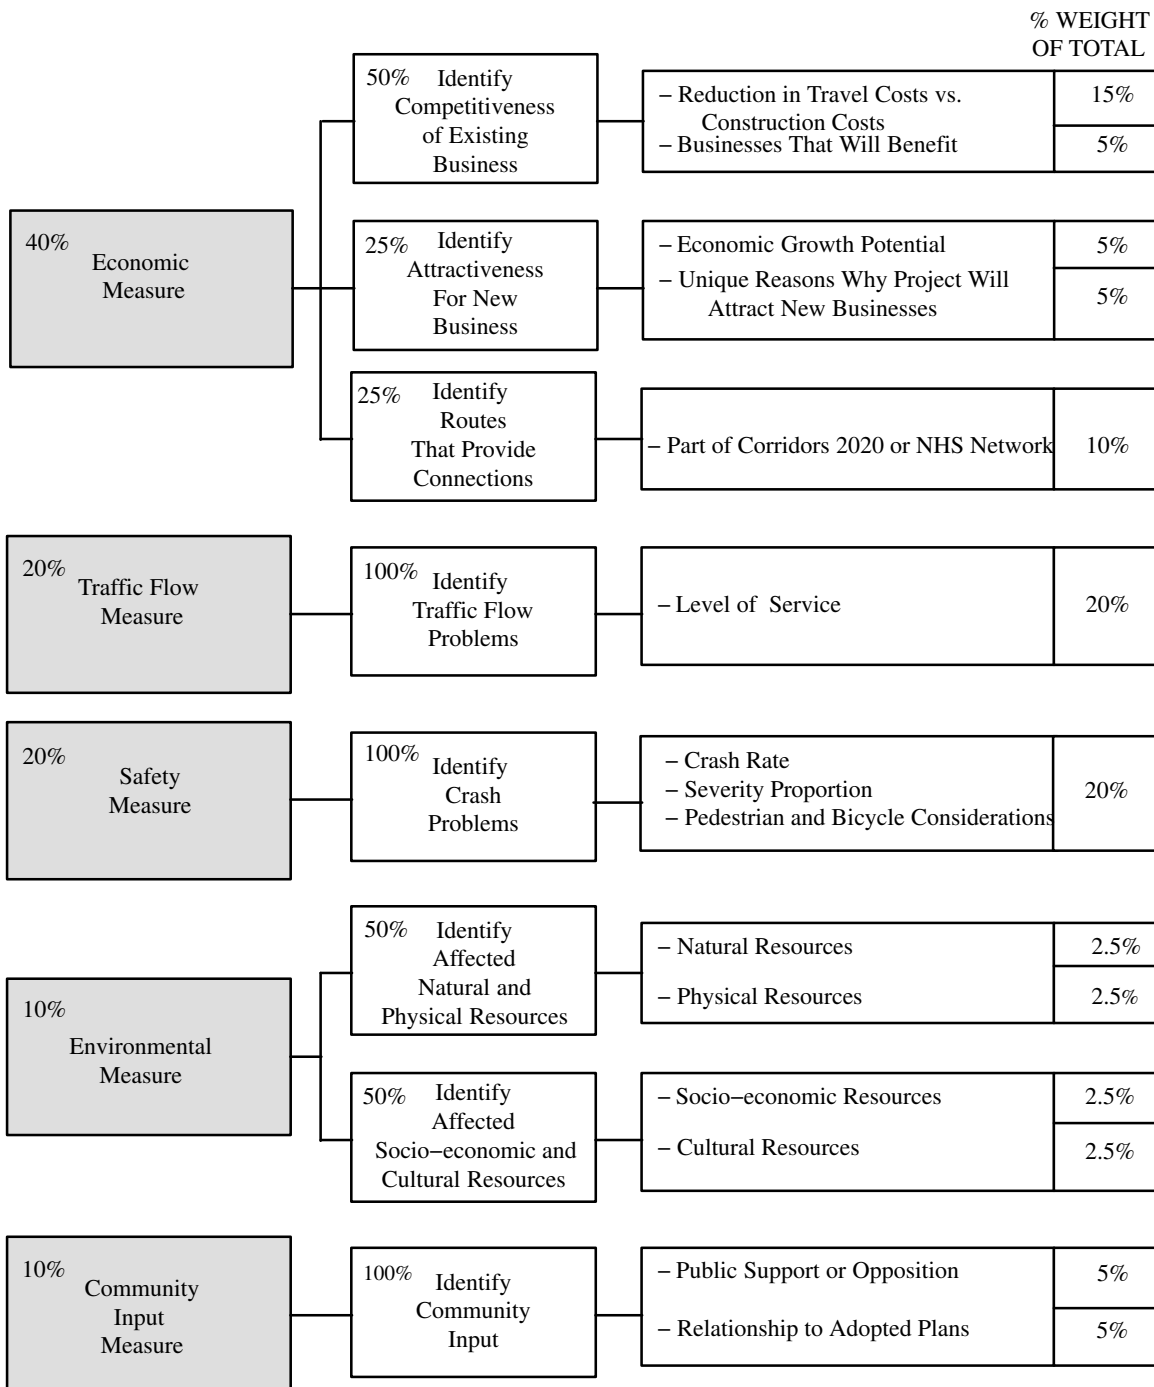 % WEIGHT
OF TOTAL
40%
Economic
Measure
50% Identify
Competitiveness
of Existing
Business
– Reduction in Travel Costs vs.
Construction Costs
15%
– Businesses That Will Benefit
5%
25% Identify
Attractiveness
For New
Business
– Economic Growth Potential
5%
– Unique Reasons Why Project Will
Attract New Businesses
5%
25% Identify
Routes
That Provide
Connections
– Part of Corridors 2020 or NHS Network
10%
20%
Traffic Flow
Measure
100% Identify
Traffic Flow
Problems
– Level of Service
20%
20%
Safety
Measure
100% Identify
Crash
Problems
– Crash Rate
– Severity Proportion
– Pedestrian and Bicycle Considerations
20%
10%
Environmental
Measure
50% Identify
Affected
Natural and
Physical Resources
– Natural Resources
2.5%
– Physical Resources
2.5%
50% Identify
Affected
Socio–economic and
Cultural Resources
– Socio–economic Resources
2.5%
– Cultural Resources
2.5%
10%
Community
Input
Measure
100% Identify
Community
Input
– Public Support or Opposition
5%
– Relationship to Adopted Plans
5%